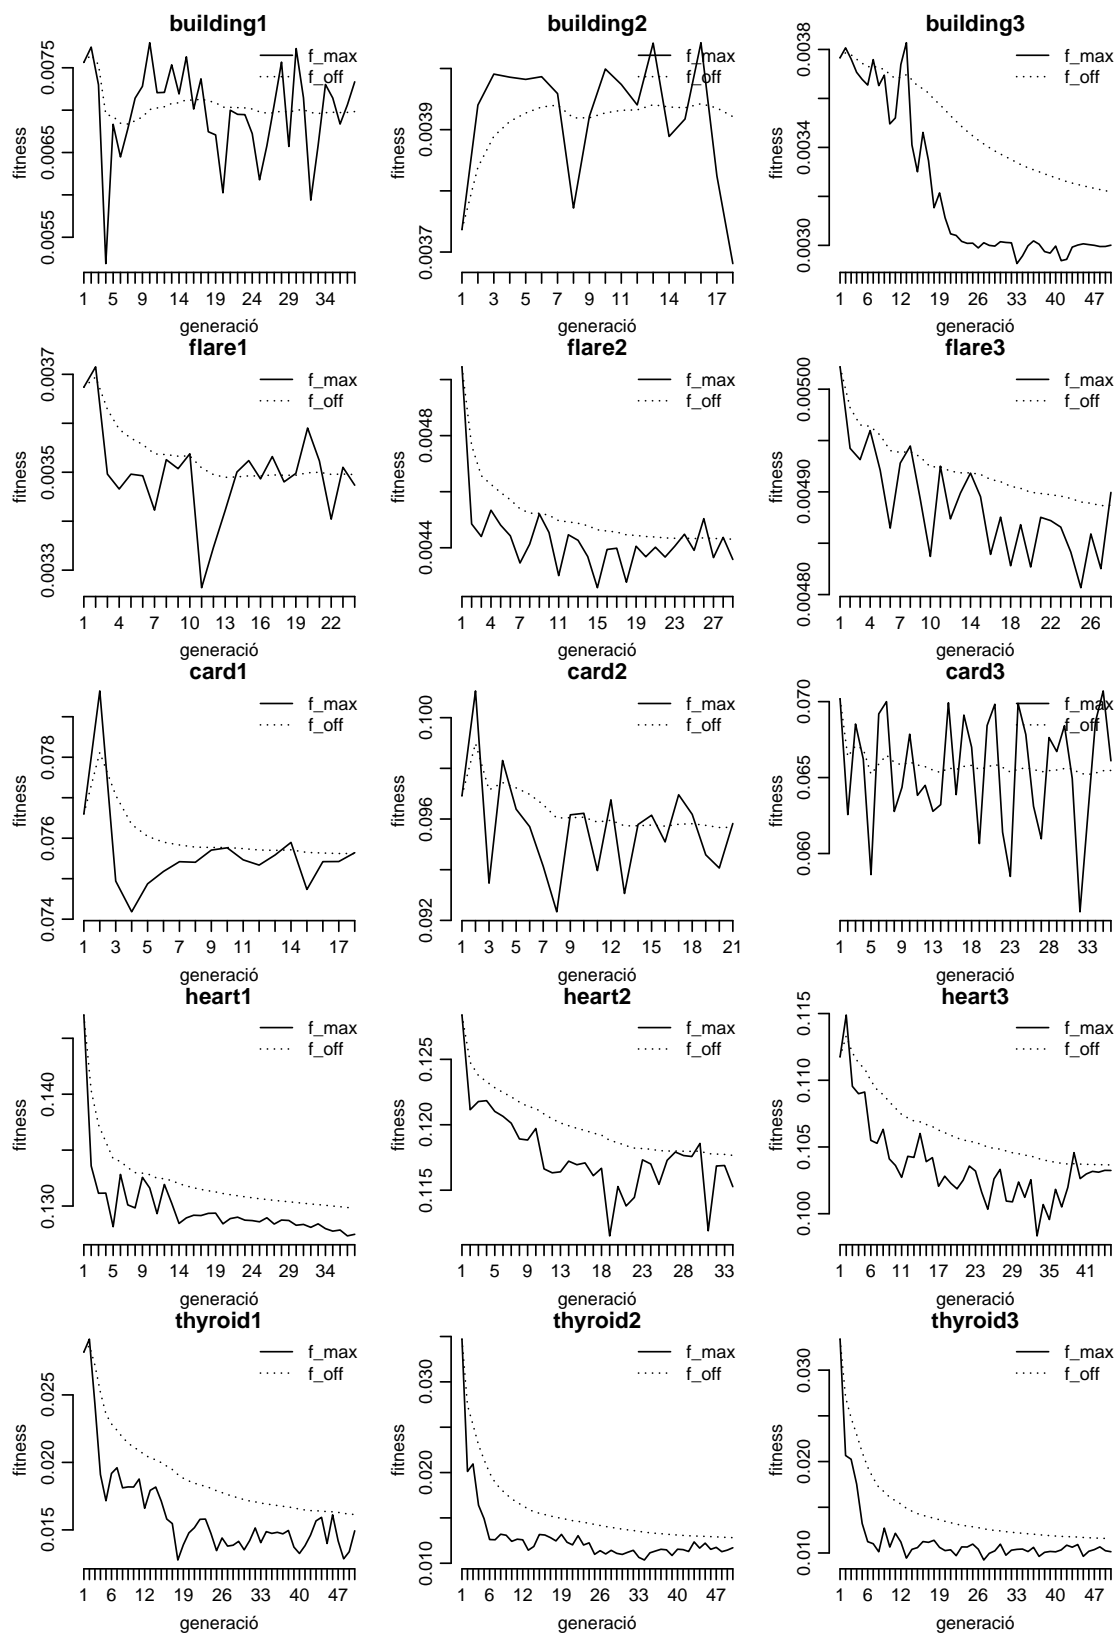 building1
f_max
f_off
fitness
0.0055 0.0065 0.0075
1 5 9 14 19 24 29 34
generació
building2
f_max
f_off
fitness
0.0037 0.0039
1 3 5 7 9 11 14 17
generació
building3
f_max
f_off
fitness
0.0030 0.0034 0.0038
1 6 12 19 26 33 40 47
generació
flare1
f_max
f_off
fitness
0.0033 0.0035 0.0037
1 4 7 10 13 16 19 22
generació
flare2
f_max
f_off
fitness
0.0044 0.0048
1 4 7 11 15 19 23 27
generació
flare3
f_max
f_off
fitness
0.00480 0.00490 0.00500
1 4 7 10 14 18 22 26
generació
card1
f_max
f_off
fitness
0.074 0.076 0.078
1 3 5 7 9 11 14 17
generació
card2
f_max
f_off
fitness
0.092 0.096 0.100
1 3 5 7 9 12 15 18 21
generació
card3
f_max
f_off
fitness
0.060 0.065 0.070
1 5 9 13 18 23 28 33
generació
heart1
f_max
f_off
fitness
0.130 0.140
1 5 9 14 19 24 29 34
generació
heart2
f_max
f_off
fitness
0.115 0.120 0.125
1 5 9 13 18 23 28 33
generació
heart3
f_max
f_off
fitness
0.100 0.105 0.110 0.115
1 6 11 17 23 29 35 41
generació
thyroid1
f_max
f_off
fitness
0.015 0.020 0.025
1 6 12 19 26 33 40 47
generació
thyroid2
f_max
f_off
fitness
0.010 0.020 0.030
1 6 12 19 26 33 40 47
generació
thyroid3
f_max
f_off
fitness
0.010 0.020 0.030
1 6 12 19 26 33 40 47
generació